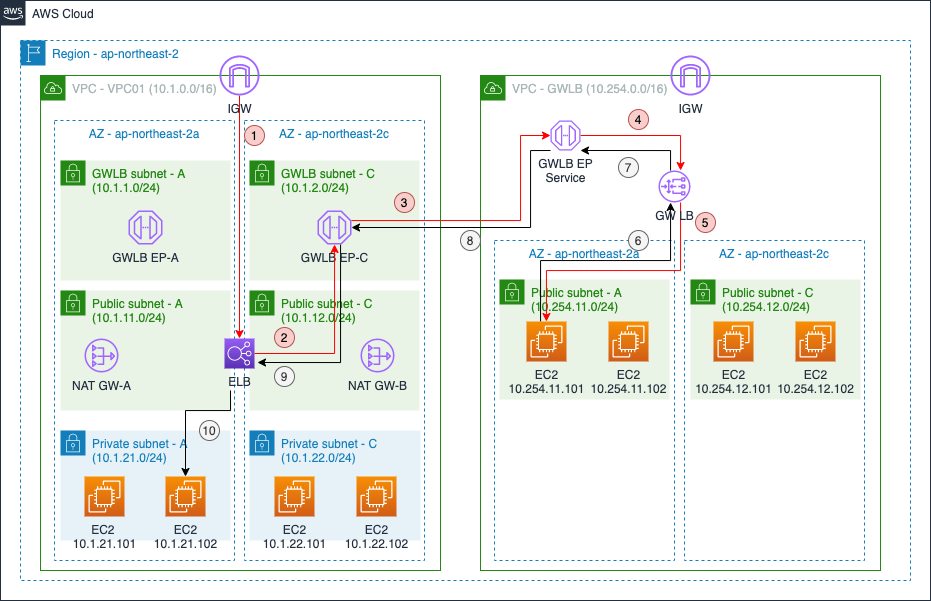 aws
AWS Cloud
Region - ap-northeast-2
VPC - VPC01 (10.1.0.0/16)
IGW
AZ - ap-northeast-2a
AZ - ap-northeast-2c
1
GWLB subnet - A
(10.1.1.0/24)
GWLB EP-A
GWLB subnet - C
(10.1.2.0/24)
GWLB EP-C
3
Public subnet - A
(10.1.11.0/24)
NAT GW-A
Public subnet - C
(10.1.12.0/24)
NAT GW-B
2
9
ELB
10
Private subnet - A
(10.1.21.0/24)
EC2
10.1.21.101
EC2
10.1.21.102
Private subnet - C
(10.1.22.0/24)
EC2
10.1.22.101
EC2
10.1.22.102
VPC - GWLB (10.254.0.0/16)
IGW
4
GWLB EP
Service
7
GW LB
5
8
6
AZ - ap-northeast-2a
AZ - ap-northeast-2c
Public subnet - A
(10.254.11.0/24)
EC2
10.254.11.101
EC2
10.254.11.102
Public subnet - C
(10.254.12.0/24)
EC2
10.254.12.101
EC2
10.254.12.102